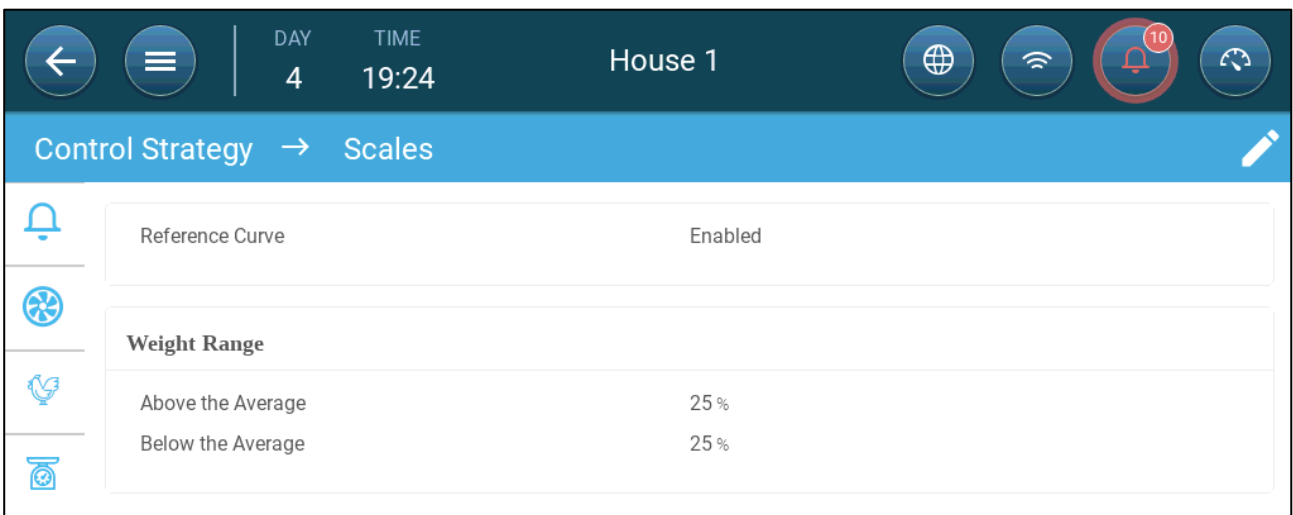 DAY TIME
4 19:24
House 1
10
Control Strategy → Scales
Reference Curve Enabled
Weight Range
Above the Average 25 %
Below the Average 25 %